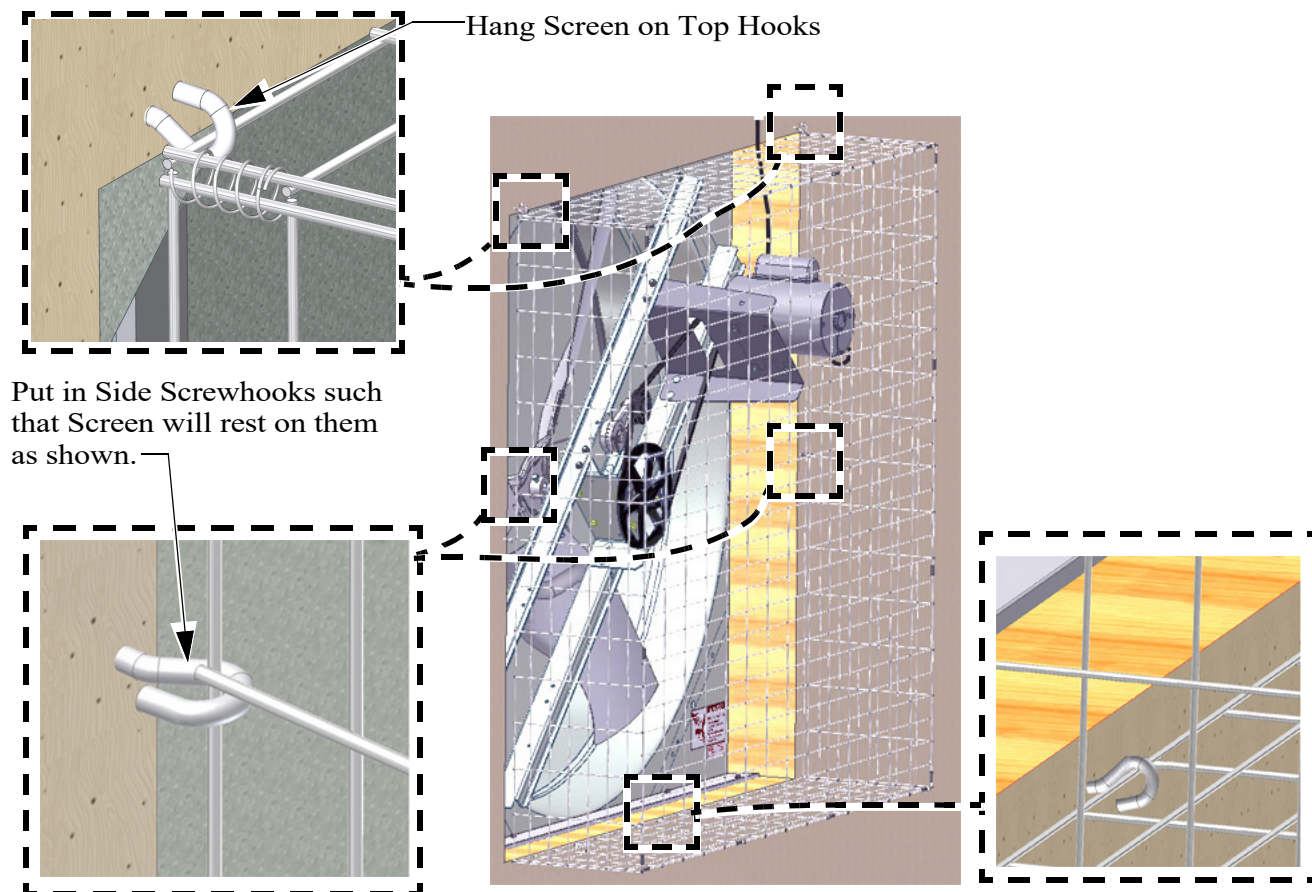 Hang Screen on Top Hooks
Put in Side Screwhooks such
that Screen will rest on them
as shown.